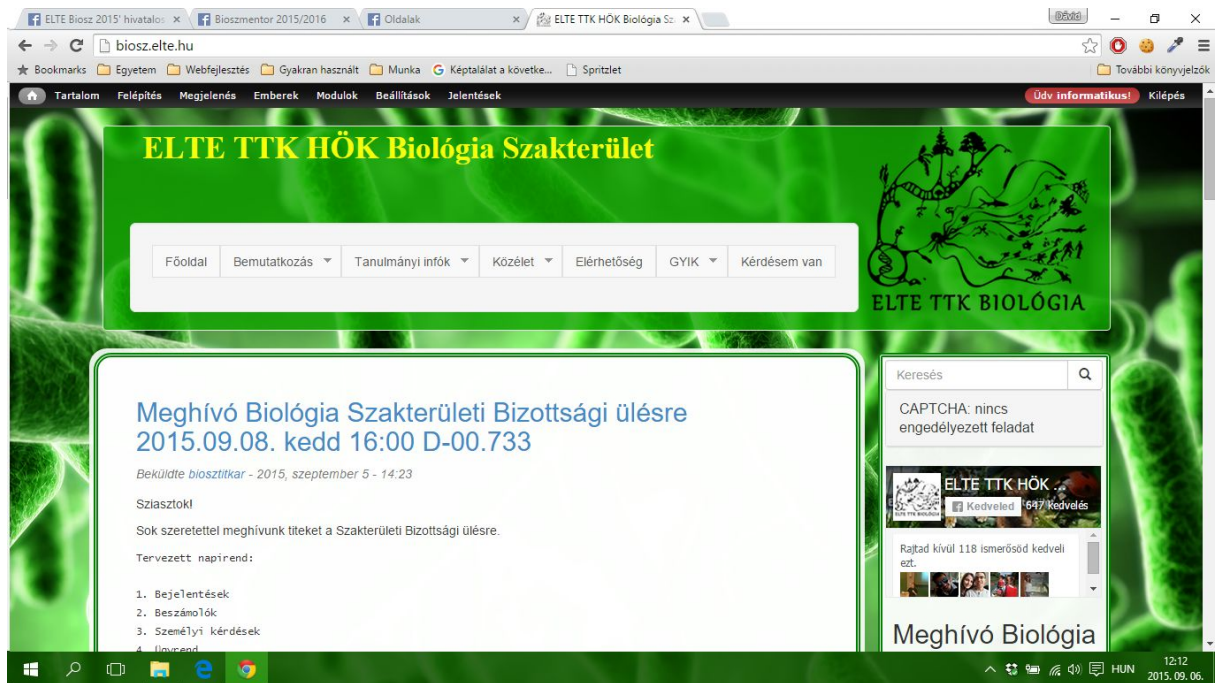 ELTE Biosz 2015' hivatalos
Bioszmentor 2015/2016
Oldalak
ELTE TTK HÖK Biológia Sz
Dávid
biosz.elte.hu
Bookmarks Egyetem Webfejlesztés Gyakran használt Munka Képtalálat a követke... Spritzlet További könyvjelzők
Tartalom Felépítés Megjelenés Emberek Modulok Beállítások Jelentések Üdv informatikus! Kilépés
ELTE TTK HÖK Biológia Szakterület
Főoldal Bemutatkozás Tanulmányi infók Közélet Elérhetőség GYIK Kérdésem van
ELTE TTK BIOLÓGIA
Meghívó Biológia Szakterületi Bizottsági ülésre
2015.09.08. kedd 16:00 D-00.733
Beküldte biosztitkar - 2015, szeptember 5 - 14:23
Sziasztok!
Sok szeretettel meghívunk titeket a Szakterületi Bizottsági ülésre.
Tervezett napirend:
1. Bejelentések
2. Beszámolók
3. Személyi kérdések
4. Ügyrend
Keresés
CAPTCHA: nincs
engedélyezett feladat
ELTE TTK HÖK ...
Kedveled 647 kedvelés
Rajtad kívül 118 ismerősöd kedveli
ezt.
Meghívó Biológia
HUN
12:12
2015. 09. 06.